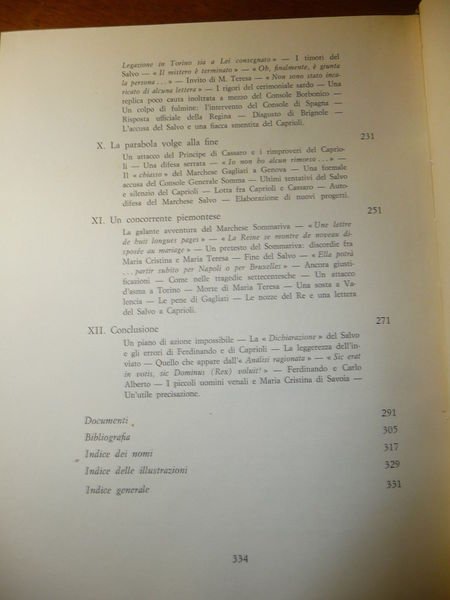 Legazione in Torino sia a Lei consegnato » — I timori del
Salvo — « Il mistero è terminato » — « Oh, finalmente, è giunta
la persona . . . » — Invito di M. Teresa — « Non sono stato inca-
ricato di alcuna lettera » — I rigori del cerimoniale sardo — Una
replica poco cauta inoltrata a mezzo del Console Borbonico —
Un colpo di fulmine: l'intervento del Console di Spagna —
Risposta ufficiale della Regina — Disgusto di Brignole —
L'accusa del Salvo e una fiacca smentita del Caprioli.
X. La parabola volge alla fine 231
Un attacco del Principe di Cassaro e i rimproveri del Caprio-
li — Una difesa serrata — « Io non ho alcun rimorso . . . » —
Il « chiasso » del Marchese Gagliati a Genova — Una formale
accusa del Console Generale Somma — Ultimi tentativi del Salvo
e silenzio del Caprioli — Lotta fra Caprioli e Cassaro — Auto-
difesa del Marchese Salvo — Elaborazione di nuovi progetti.
XI. Un concorrente piemontese 251
La galante avventura del Marchese Sommariva — « Une lettre
de huit longues pages » — « La Reine se montre de noveau di-
sposée au mariage » — Un pretesto del Sommariva: discordie fra
Maria Cristina e Maria Teresa — Fine del Salvo — « Ella potrà
. . . partir subito per Napoli o per Bruxelles » — Ancora giusti-
ficazioni — Come nelle tragedie settecentesche — Un attacco
d'asma a Torino — Morte di Maria Teresa — Una sosta a Va-
lencia — Le pene di Gagliati — Le nozze del Re e una lettera
del Salvo a Caprioli.
XII. Conclusione 271
Un piano di azione impossibile — La « Dichiarazione » del Salvo
e gli errori di Ferdinando e di Caprioli — La leggerezza dell'in-
viato — Quello che appare dall'« Analisi ragionata » — « Sic erat
in votis, sic Dominus (Rex) voluit! » — Ferdinando e Carlo
Alberto — I piccoli uomini venali e Maria Cristina di Savoia —
Un'utile precisazione.
Documenti 291
Bibliografia 305
Indice dei nomi 317
Indice delle illustrazioni 329
Indice generale 331
334